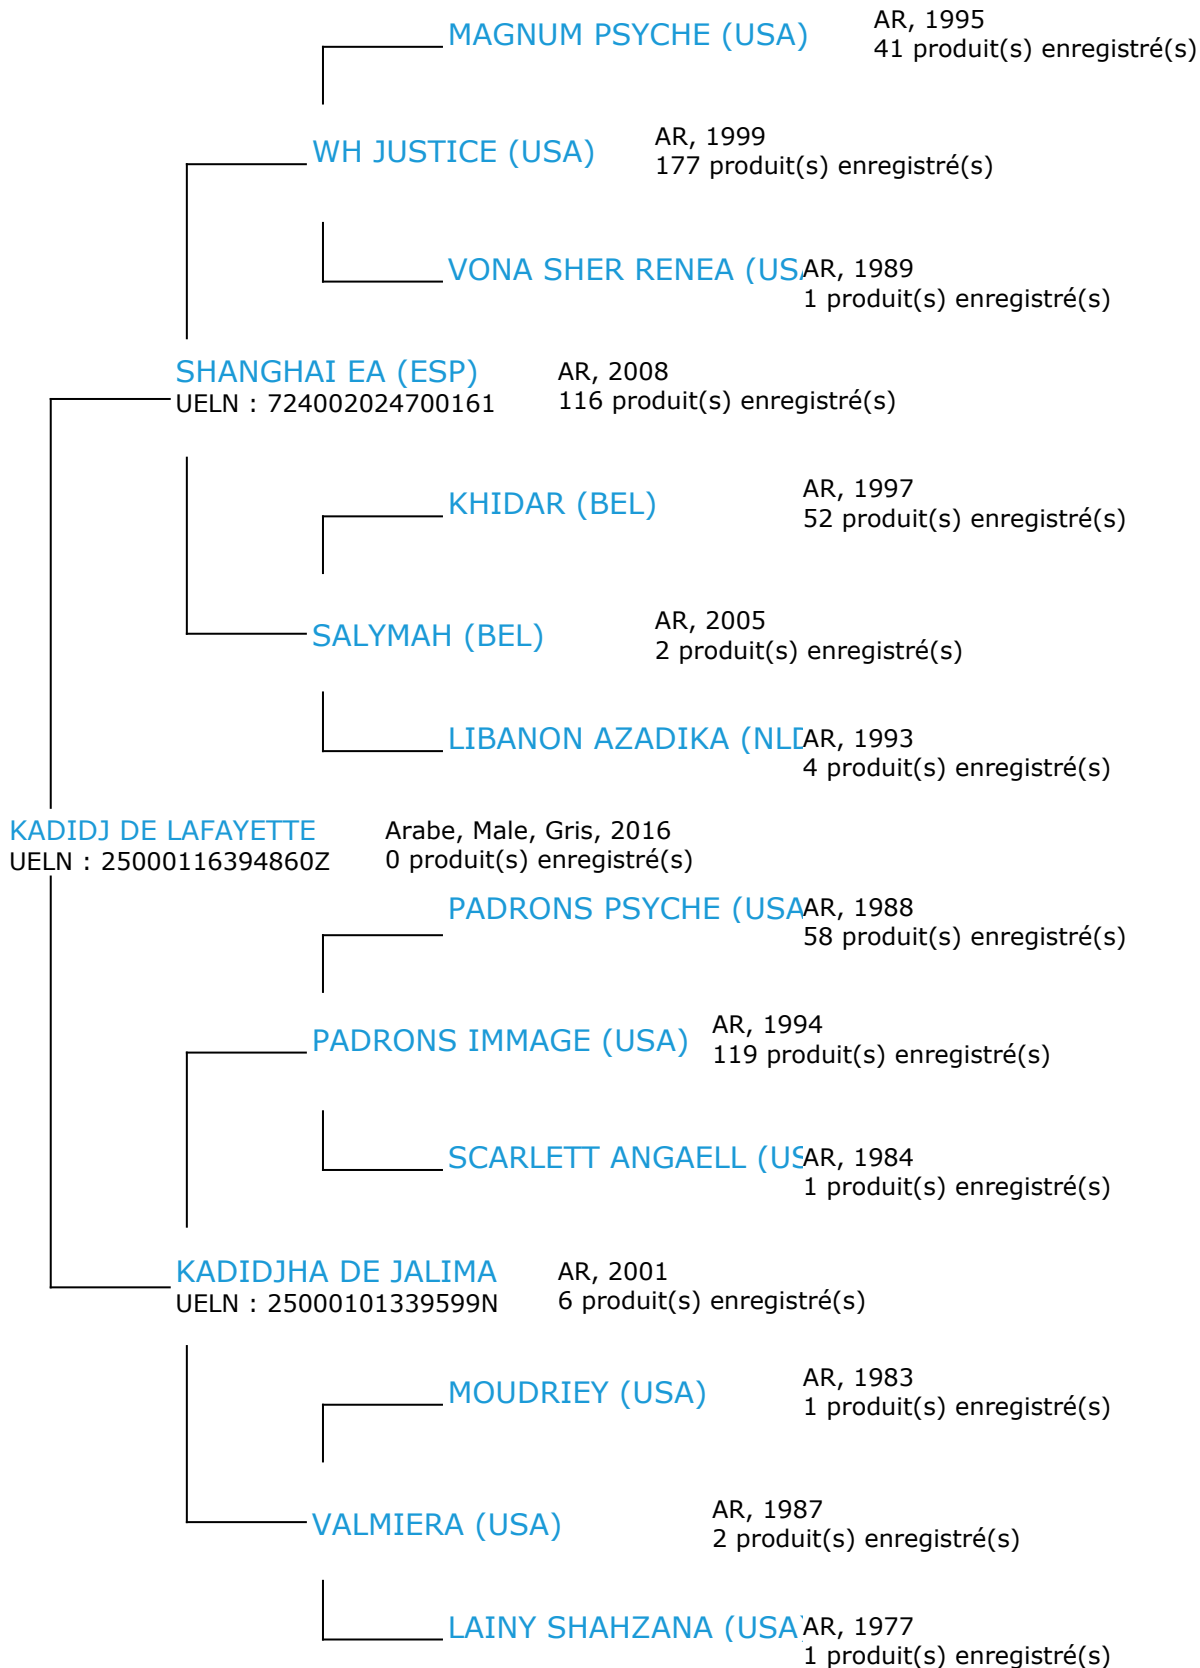 MAGNUM PSYCHE (USA)
AR, 1995
41 produit(s) enregistré(s)
WH JUSTICE (USA)
AR, 1999
177 produit(s) enregistré(s)
VONA SHER RENEA (USA
AR, 1989
1 produit(s) enregistré(s)
SHANGHAI EA (ESP)
UELN : 724002024700161
AR, 2008
116 produit(s) enregistré(s)
KHIDAR (BEL)
AR, 1997
52 produit(s) enregistré(s)
SALYMAH (BEL)
AR, 2005
2 produit(s) enregistré(s)
LIBANON AZADIKA (NLD
AR, 1993
4 produit(s) enregistré(s)
KADIDJ DE LAFAYETTE
UELN : 25000116394860Z
Arabe, Male, Gris, 2016
0 produit(s) enregistré(s)
PADRONS PSYCHE (USA
AR, 1988
58 produit(s) enregistré(s)
PADRONS IMMAGE (USA)
AR, 1994
119 produit(s) enregistré(s)
SCARLETT ANGAELL (US
AR, 1984
1 produit(s) enregistré(s)
KADIDJHA DE JALIMA
UELN : 25000101339599N
AR, 2001
6 produit(s) enregistré(s)
MOUDRIEY (USA)
AR, 1983
1 produit(s) enregistré(s)
VALMIERA (USA)
AR, 1987
2 produit(s) enregistré(s)
LAINY SHAHZANA (USA)
AR, 1977
1 produit(s) enregistré(s)